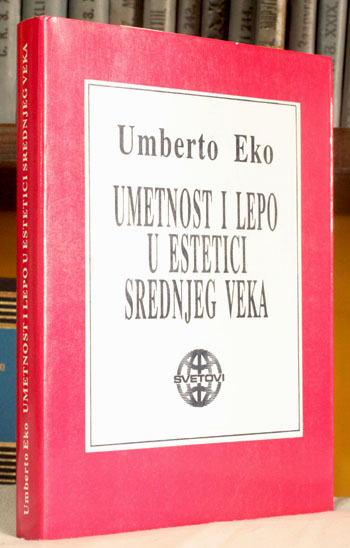 Umberto Eko
UMETNOST I LEPO
U ESTETICI
SREDNJEG VEKA
SVETOVI
Umberto Eko UMETNOST I LEPO U ESTETICI SREDNJEG VEKA